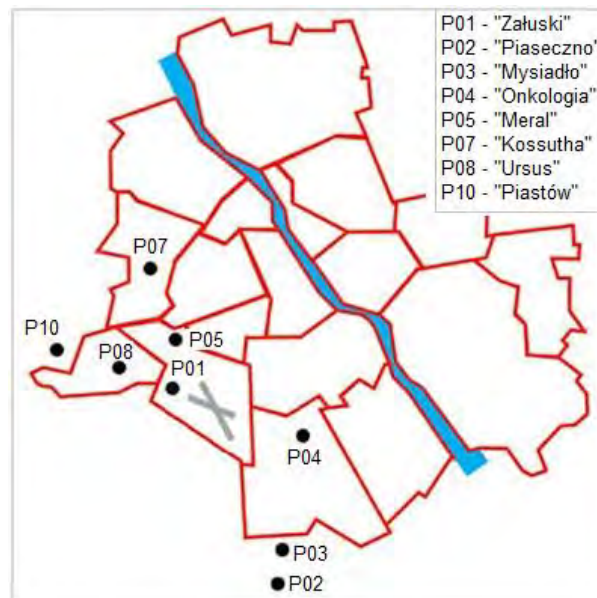 P01 - "Załuski"
P02 - "Piaseczno"
P03 - "Mysiadło"
P04 - "Onkologia"
P05 - "Meral"
P07 - "Kossutha"
P08 - "Ursus"
P10 - "Piastów"
P07
P10
P05
P08
P01
P04
P03
P02